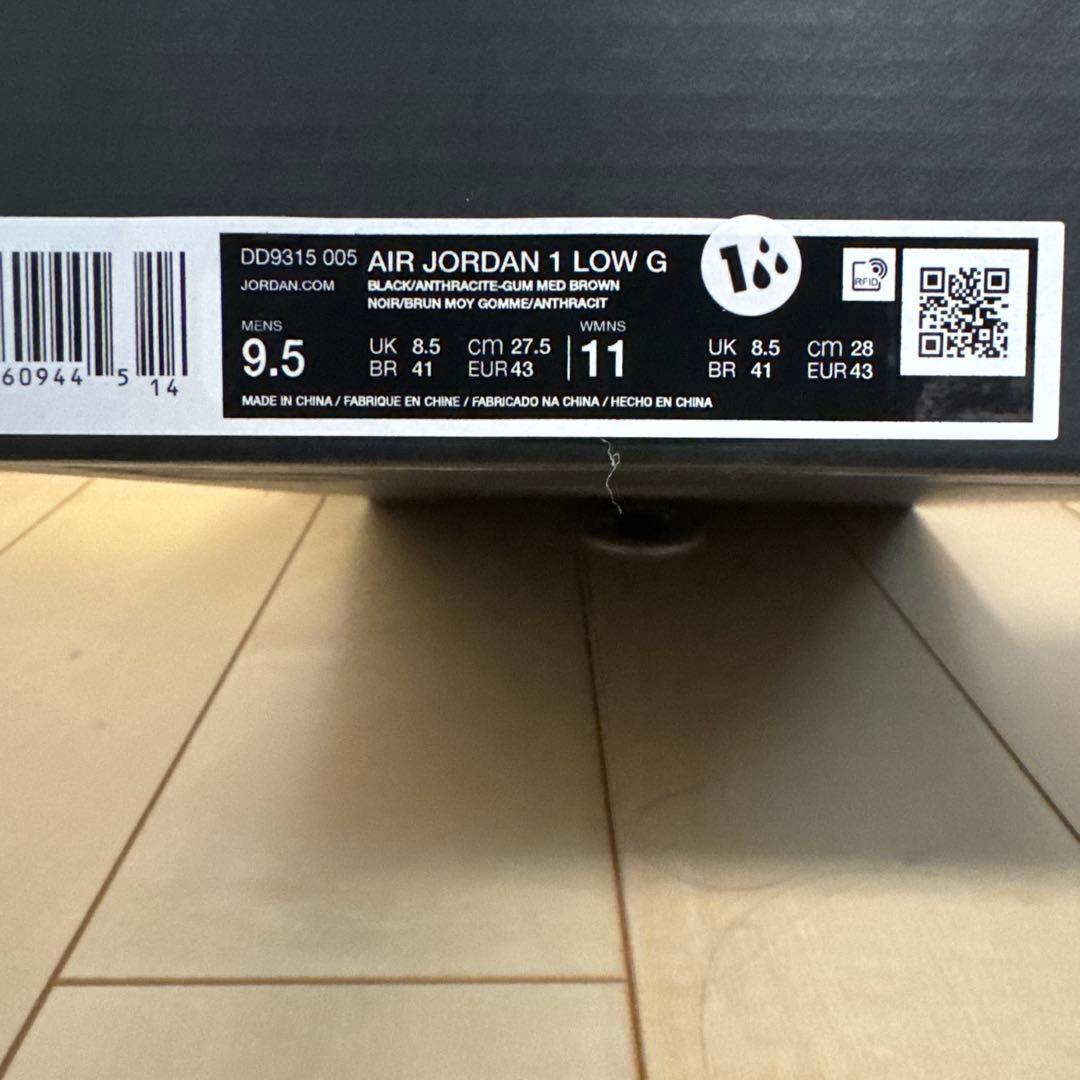 DD9315 005 AIR JORDAN 1 LOW G
JORDAN.COM
BLACK/ANTHRACITE-GUM MED BROWN
NOIR/BRUN MOY GOMME/ANTHRACIT
MENS
9.5
UK 8.5 cm 27.5
BR 41 EUR 43
WMNS
11
UK 8.5 cm 28
BR 41 EUR 43
MADE IN CHINA / FABRIQUE EN CHINE / FABRICADO NA CHINA / HECHO EN CHINA
RFID
60944 5 14